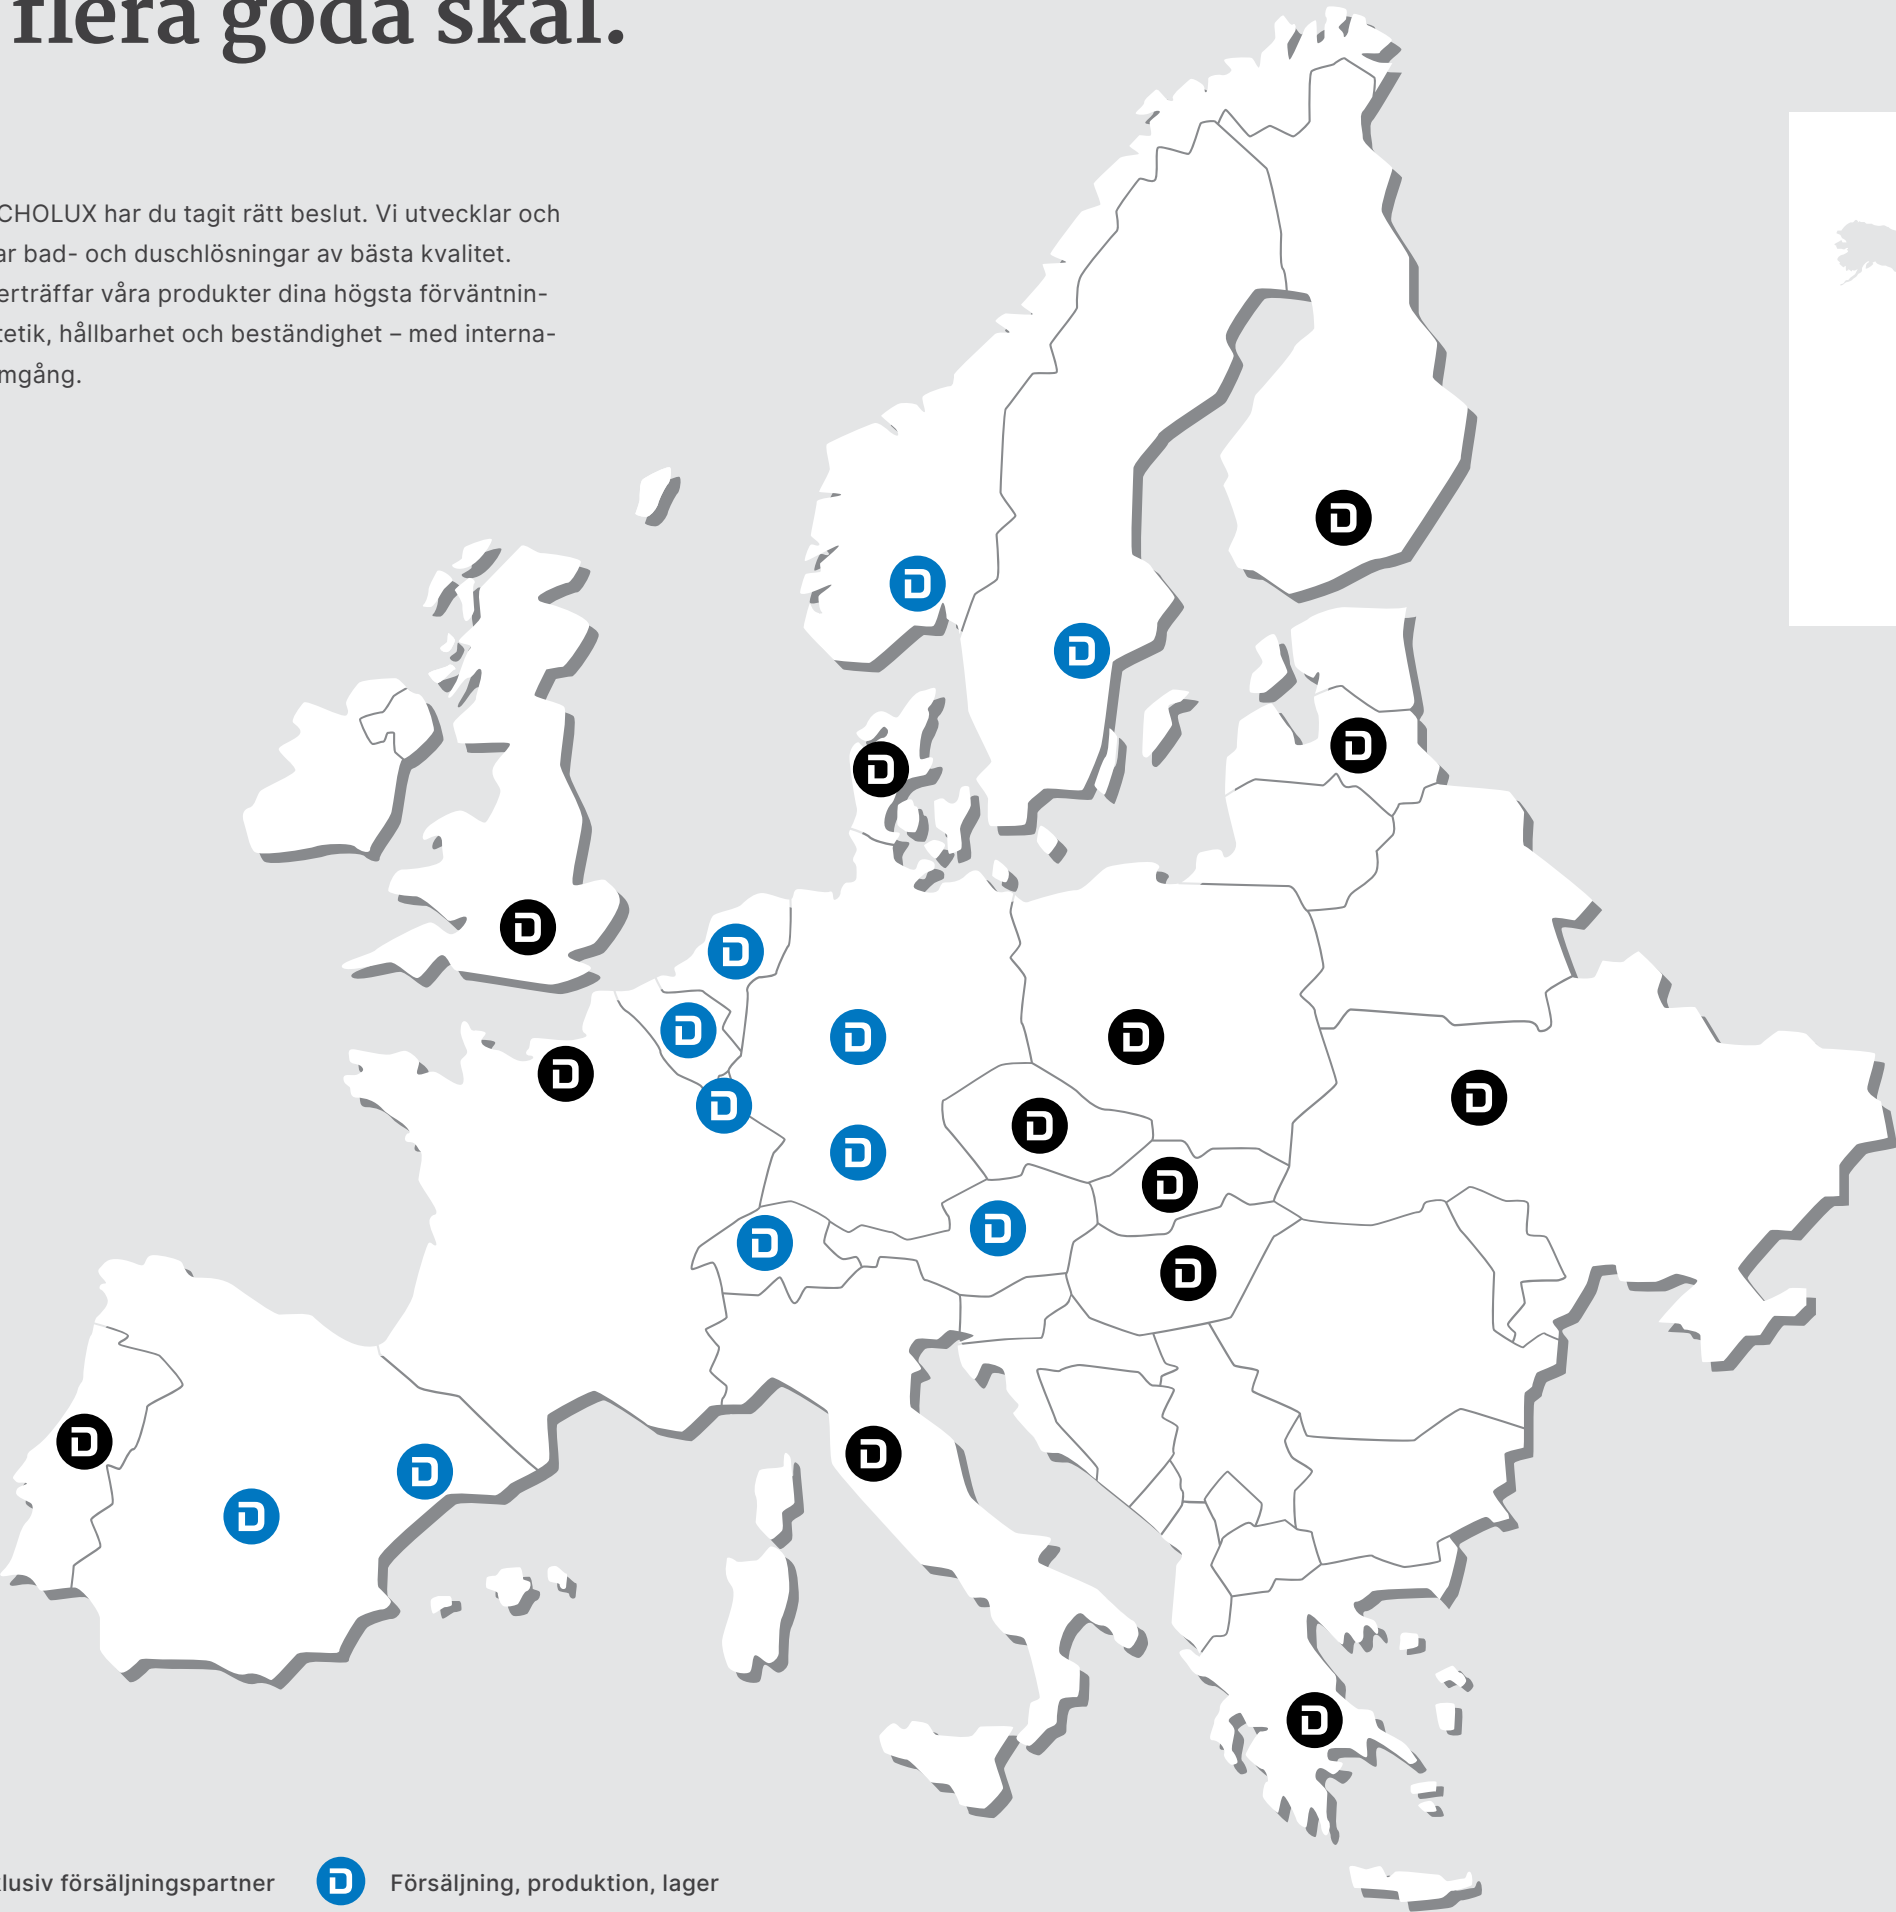 flera goda skäl.
CHOLUX har du tagit rätt beslut. Vi utvecklar och
ar bad- och duschlösningar av bästa kvalitet.
erträffar våra produkter dina högsta förväntnin-
tetik, hållbarhet och beständighet – med interna-
mgång.
lusiv försäljningspartner
Försäljning, produktion, lager